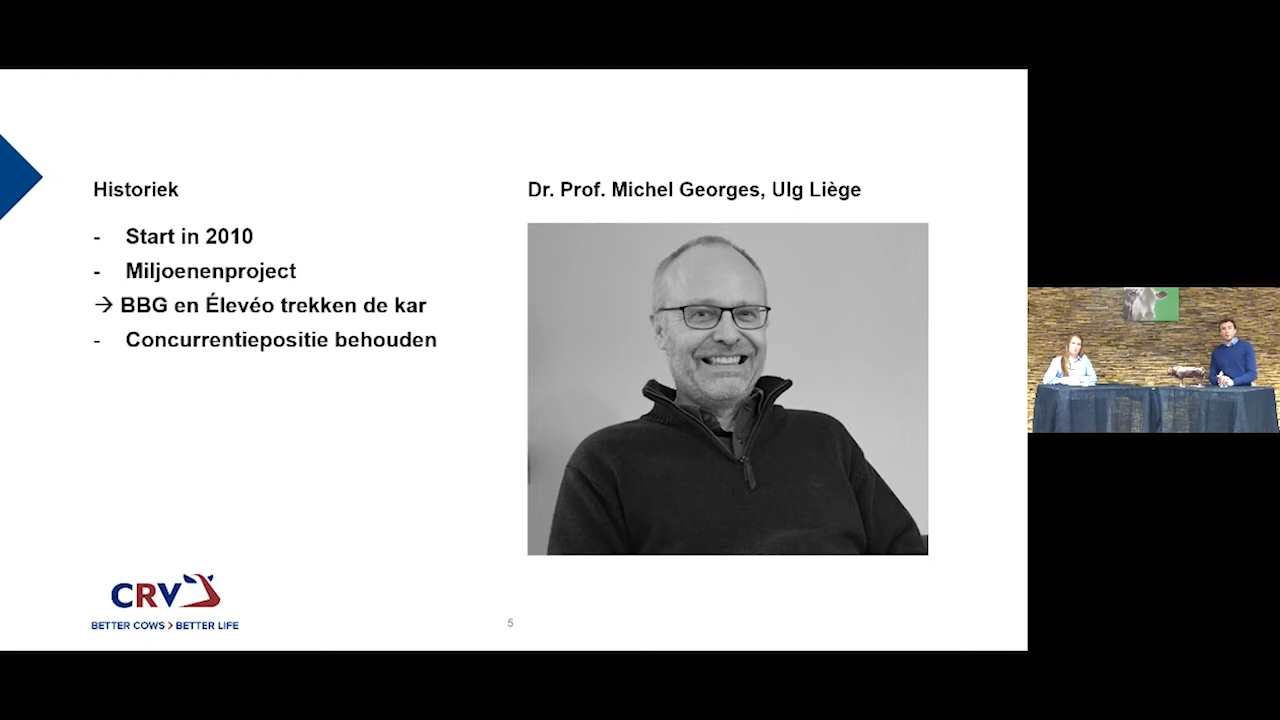 Historiek
- Start in 2010
- Miljoenenproject
→ BBG en Élevéo trekken de kar
- Concurrentiepositie behouden
Dr. Prof. Michel Georges, Ulg Liège
CRV
BETTER COWS > BETTER LIFE
5